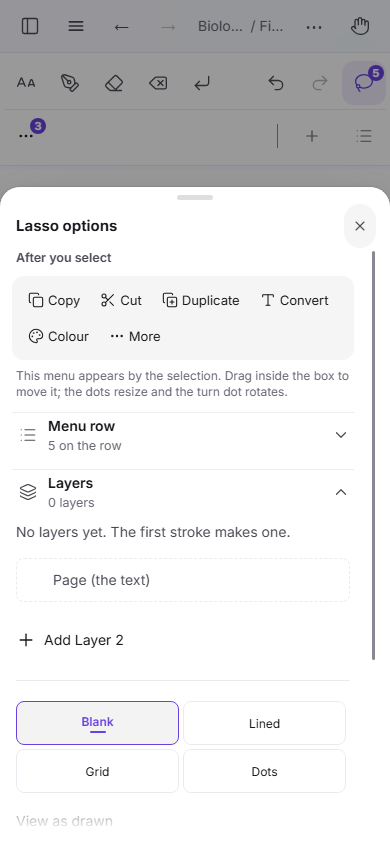 Biolo... / Fi... ...
AA 5
... 3
Lasso options
After you select
Copy Cut Duplicate Convert
Colour ... More
This menu appears by the selection. Drag inside the box to
move it; the dots resize and the turn dot rotates.
Menu row
5 on the row
Layers
0 layers
No layers yet. The first stroke makes one.
Page (the text)
+ Add Layer 2
Blank Lined
Grid Dots
View as drawn